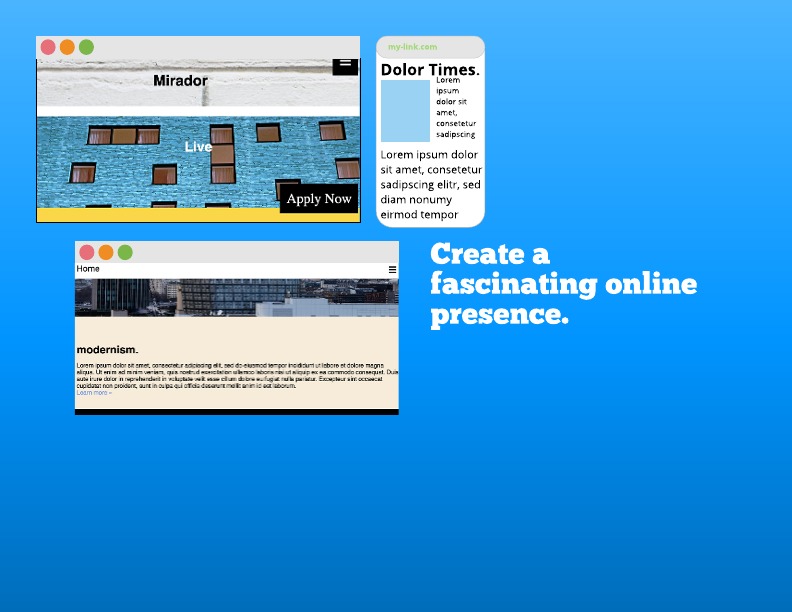 Mirador
Live
Apply Now
my-link.com
Dolor Times.
Lorem
ipsum
dolor sit
amet,
consetetur
sadipscing
Lorem ipsum dolor
sit amet, consetetur
sadipscing elitr, sed
diam nonumy
eirmod tempor
Home
modernism.
Lorem ipsum dolor sit amet, consectetur adipiscing elit, sed do eiusmod tempor incididunt ut labore et dolore magna
aliqua. Ut enim ad minim veniam, quis nostrud exercitation ullamco laboris nisi ut aliquip ex ea commodo consequat. Duis
aute irure dolor in reprehenderit in voluptate velit esse cillum dolore eu fugiat nulla pariatur. Excepteur sint occaecat
cupidatat non proident, sunt in culpa qui officia deserunt mollit anim id est laborum.
Learn more »
Create a
fascinating online
presence.